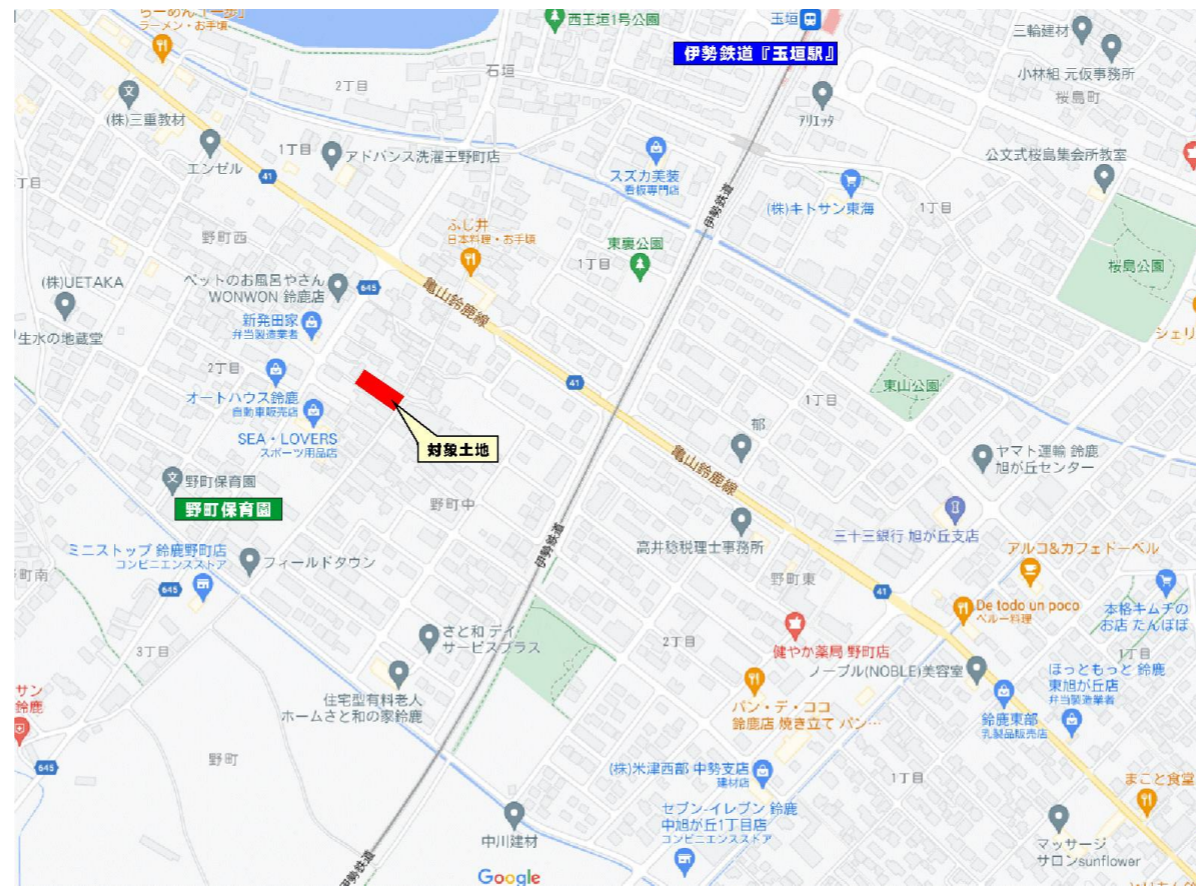 らーめん『一歩』
ラーメン・お手頃
西玉垣1号公園
玉垣
伊勢鉄道『玉垣駅』
三輪建材
小林組 元仮事務所
桜島町
石垣
2丁目
(株)三重教材
アリエッタ
エンゼル
1丁目
アドバンス洗濯王野町店
41
スズカ美装
看板専門店
伊勢鉄道
(株)キトサン東海
1丁目
公文式桜島集会所教室
丁目
野町西
ふじ井
日本料理・お手頃
東裏公園
1丁目
桜島公園
(株)UETAKA
ペットのお風呂やさん
WONWON 鈴鹿店
645
亀山鈴鹿線
新発田家
弁当製造業者
生水の地蔵堂
シェリ
2丁目
オートハウス鈴鹿
自動車販売店
41
東山公園
1丁目
SEA・LOVERS
スポーツ用品店
対象土地
郁
亀山鈴鹿線
ヤマト運輸 鈴鹿
旭が丘センター
野町保育園
野町保育園
野町中
伊勢鉄道
高井稔税理士事務所
三十三銀行 旭が丘支店
ミニストップ 鈴鹿野町店
コンビニエンスストア
フィールドタウン
野町東
アルコ&カフェドーベル
町南
645
41
De todo un poco
ペルー料理
本格キムチの
お店 たんぽぽ
さと和 デイ
サービスプラス
2丁目
健やか薬局 野町店
1丁目
3丁目
ノーブル(NOBLE)美容室
ほっともっと 鈴鹿
東旭が丘店
弁当製造業者
サン
鈴鹿
住宅型有料老人
ホームさと和の家鈴鹿
パン・デ・ココ
鈴鹿店 焼き立て パン…
鈴鹿東部
乳製品販売店
野町
645
(株)米津西部 中勢支店
建材店
1丁目
まこと食堂
中川建材
セブン-イレブン 鈴鹿
中旭が丘1丁目店
コンビニエンスストア
マッサージ
サロンsunflower
伊勢鉄道
Google